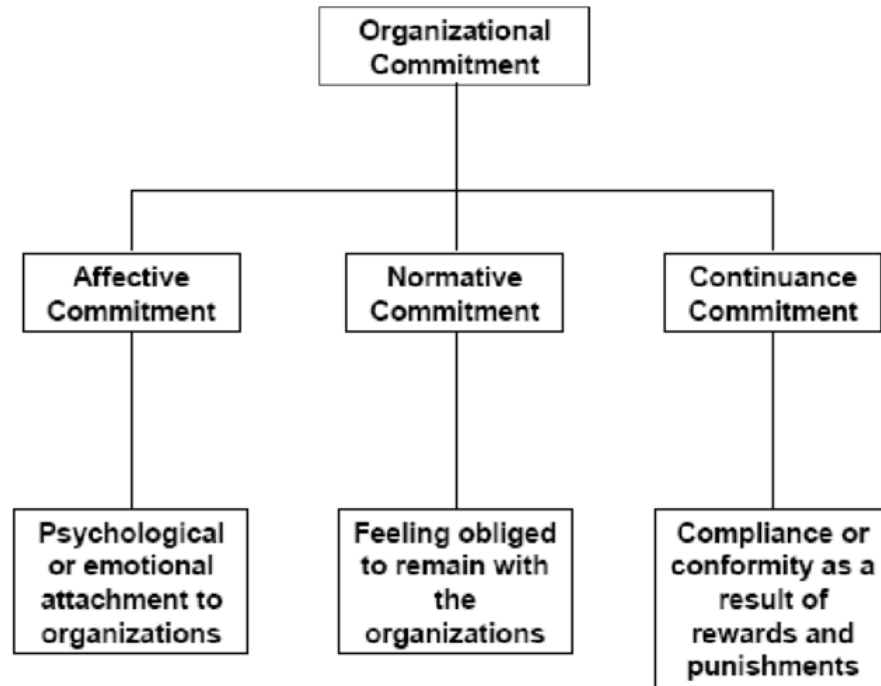 Organizational
Commitment
Affective
Commitment
Normative
Commitment
Continuance
Commitment
Psychological
or emotional
attachment to
organizations
Feeling obliged
to remain with
the
organizations
Compliance or
conformity as a
result of
rewards and
punishments